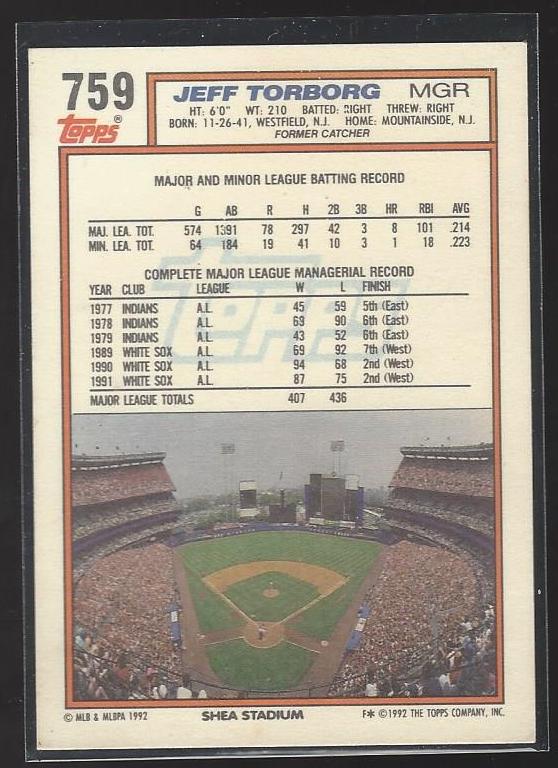 759
Topps®
JEFF TORBORG MGR
HT: 6'0" WT: 210 BATTED: RIGHT THREW: RIGHT
BORN: 11-26-41, WESTFIELD, N.J. HOME: MOUNTAINSIDE, N.J.
FORMER CATCHER
MAJOR AND MINOR LEAGUE BATTING RECORD
G AB R H 2B 3B HR RBI AVG
MAJ. LEA. TOT. 574 1391 78 297 42 3 8 101 .214
MIN. LEA. TOT. 64 184 19 41 10 3 1 18 .223
COMPLETE MAJOR LEAGUE MANAGERIAL RECORD
YEAR CLUB LEAGUE W L FINISH
1977 INDIANS A.L. 45 59 5th (East)
1978 INDIANS A.L. 69 90 6th (East)
1979 INDIANS A.L. 43 52 6th (East)
1989 WHITE SOX A.L. 69 92 7th (West)
1990 WHITE SOX A.L. 94 68 2nd (West)
1991 WHITE SOX A.L. 87 75 2nd (West)
MAJOR LEAGUE TOTALS 407 436
Topps
© MLB & MLBPA 1992 SHEA STADIUM F* © 1992 THE TOPPS COMPANY, INC.